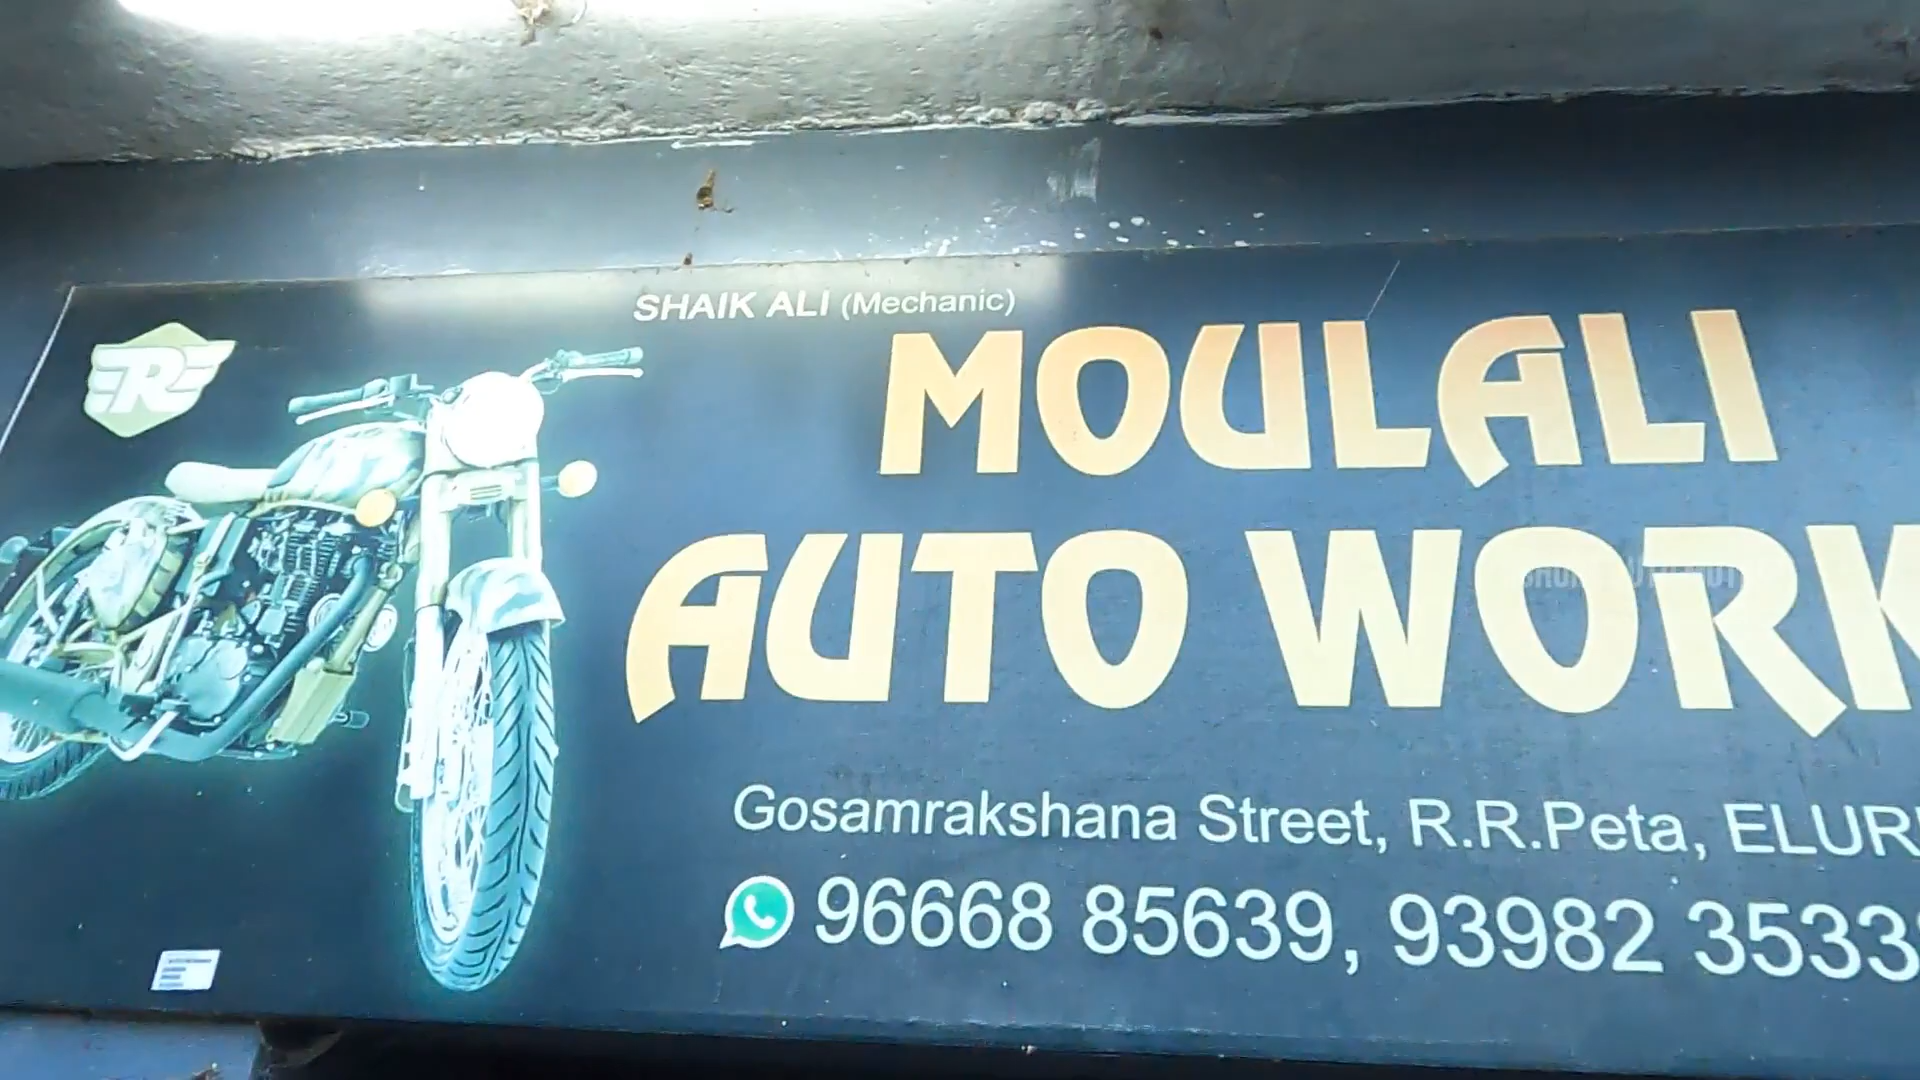 SHAIK ALI (Mechanic)
R
MOULALI
AUTO WORK
Gosamrakshana Street, R.R.Peta, ELUR
96668 85639, 93982 3533